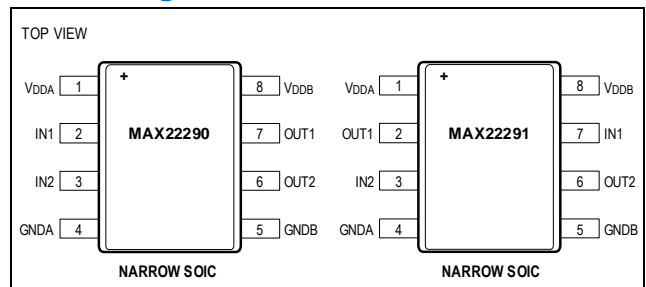 TOP VIEW
VDDA 1 + 8 VDDB
IN1 2 MAX22290 7 OUT1
IN2 3 6 OUT2
GNDA 4 5 GNDB
NARROW SOIC
VDDA 1 + 8 VDDB
OUT1 2 MAX22291 7 IN1
IN2 3 6 OUT2
GNDA 4 5 GNDB
NARROW SOIC